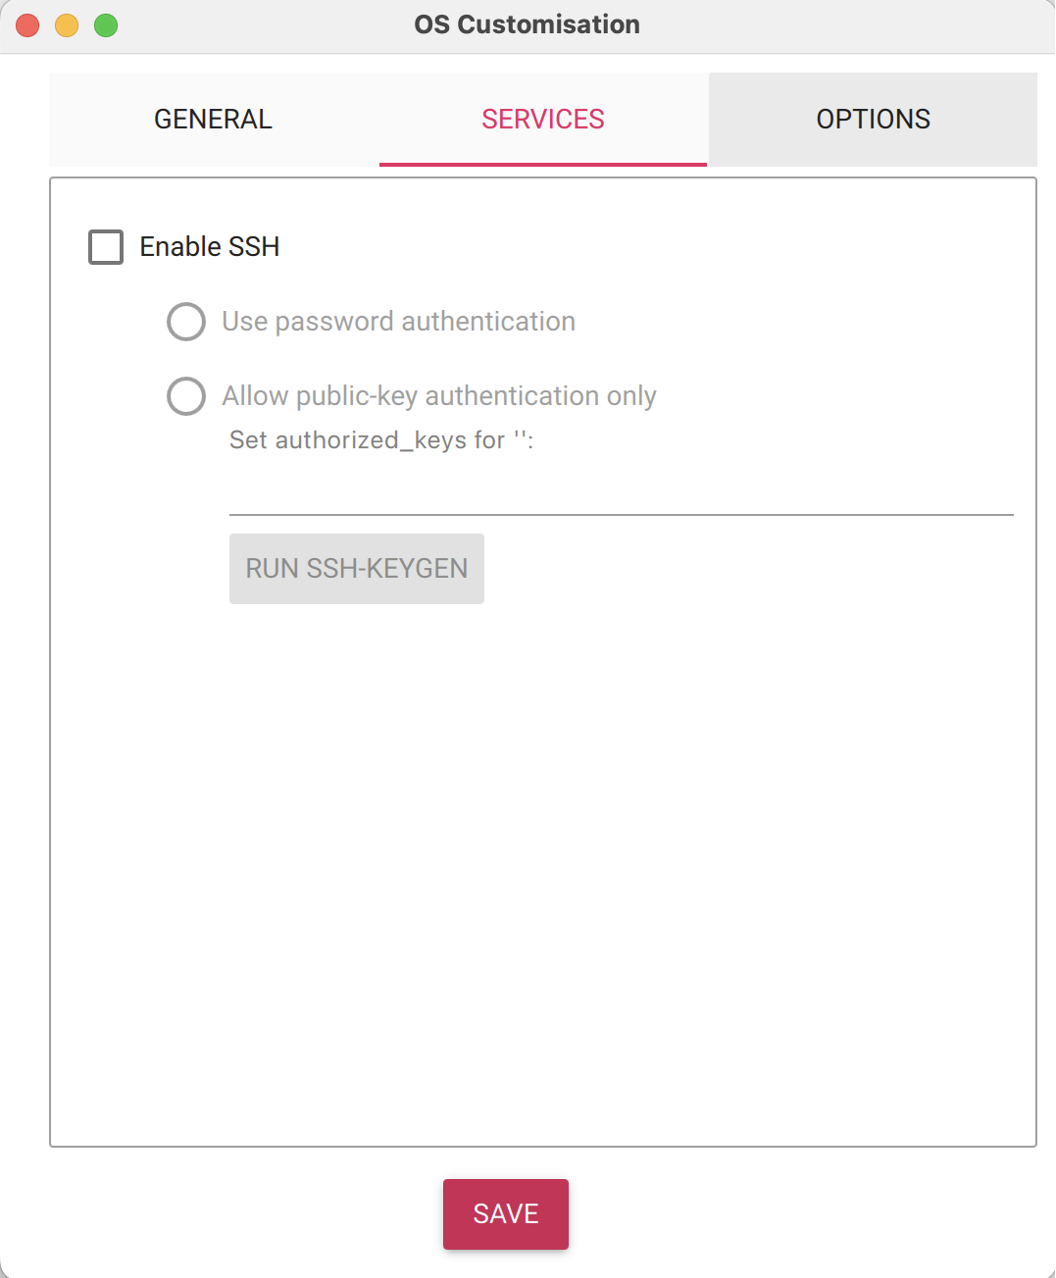 OS Customisation
GENERAL
SERVICES
OPTIONS
Enable SSH
Use password authentication
Allow public-key authentication only
Set authorized_keys for '':
RUN SSH-KEYGEN
SAVE